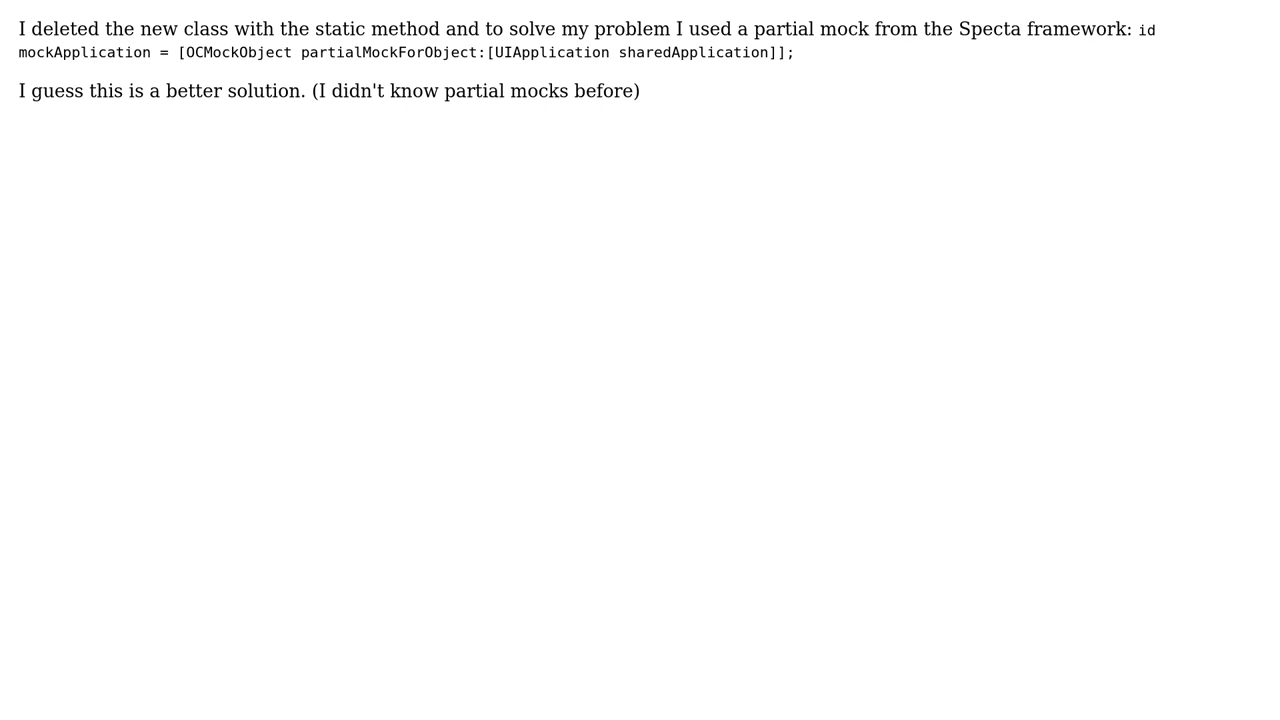 I deleted the new class with the static method and to solve my problem I used a partial mock from the Specta framework: id
mockApplication = [OCMockObject partialMockForObject:[UIApplication sharedApplication]];
I guess this is a better solution. (I didn't know partial mocks before)